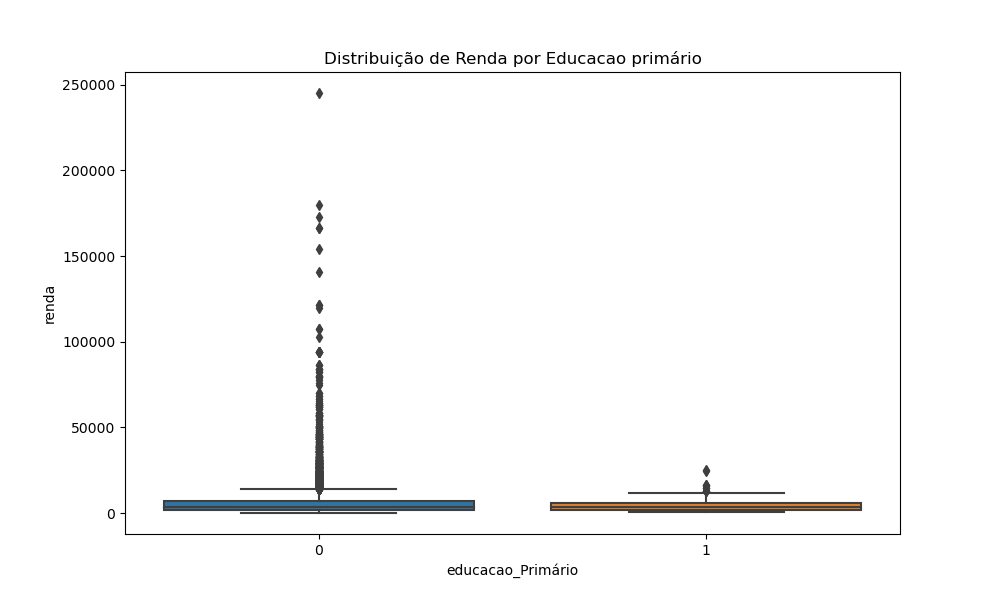 Distribuição de Renda por Educacao primário
250000
200000
150000
100000
50000
0
renda
0 1
educacao_Primário